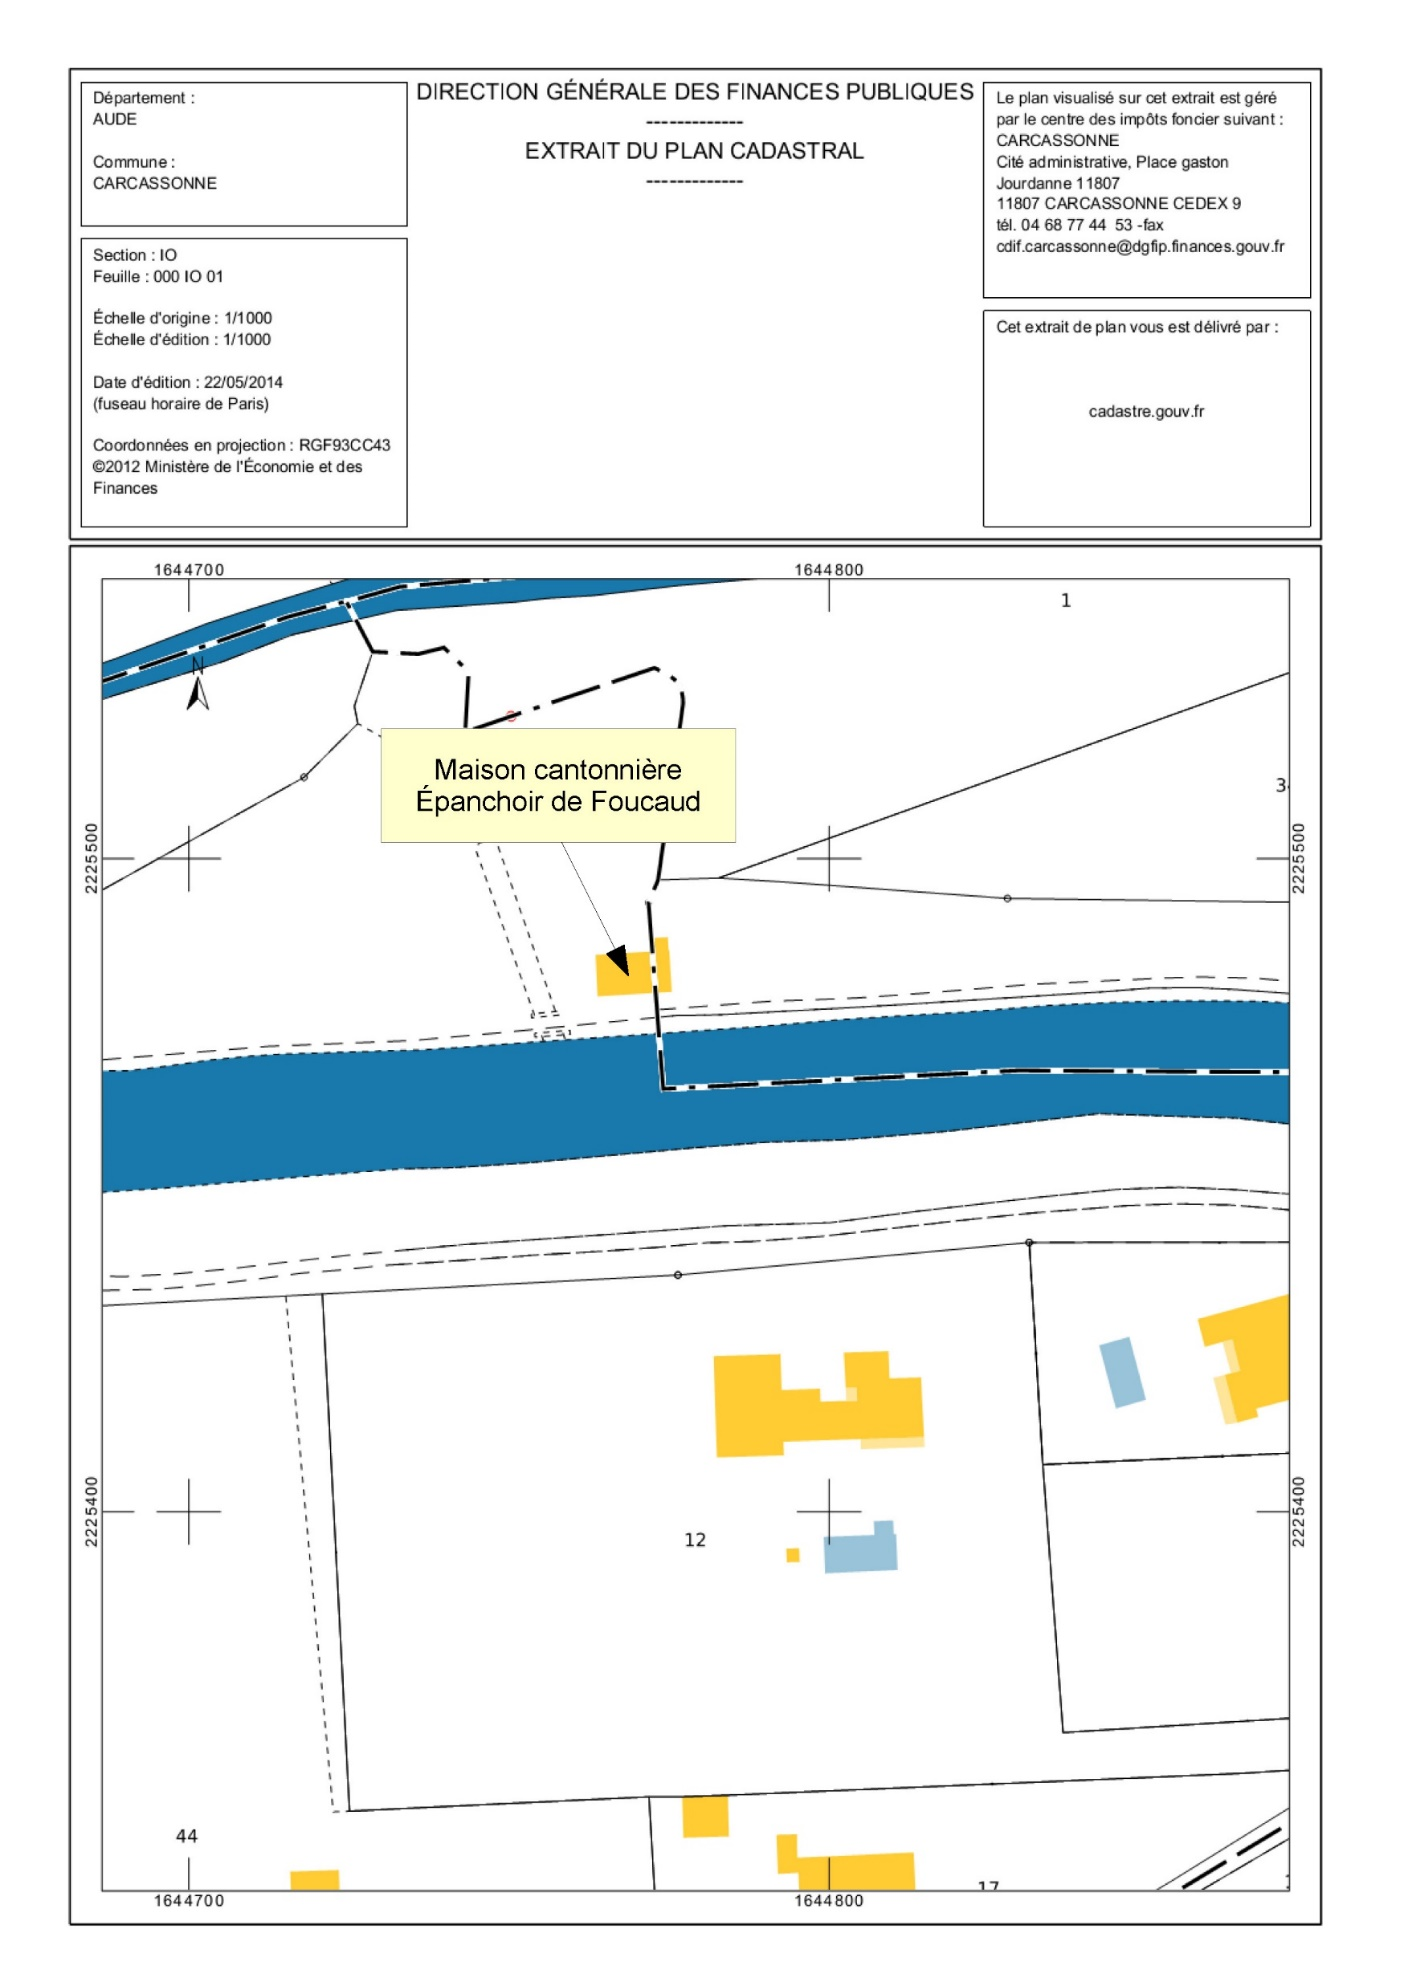 Département :
AUDE
Commune :
CARCASSONNE
Section : IO
Feuille : 000 IO 01
Échelle d'origine : 1/1000
Échelle d'édition : 1/1000
Date d'édition : 22/05/2014
(fuseau horaire de Paris)
Coordonnées en projection : RGF93CC43
©2012 Ministère de l'Économie et des
Finances
DIRECTION GÉNÉRALE DES FINANCES PUBLIQUES
-------------
EXTRAIT DU PLAN CADASTRAL
-------------
Le plan visualisé sur cet extrait est géré
par le centre des impôts foncier suivant :
CARCASSONNE
Cité administrative, Place gaston
Jourdanne 11807
11807 CARCASSONNE CEDEX 9
tél. 04 68 77 44 53 -fax
cdif.carcassonne@dgfip.finances.gouv.fr
Cet extrait de plan vous est délivré par :
cadastre.gouv.fr
1644700
1644800
1
N
Maison cantonnière
Épanchoir de Foucaud
3
2225500
2225500
2225400
2225400
12
44
17
1644700
1644800